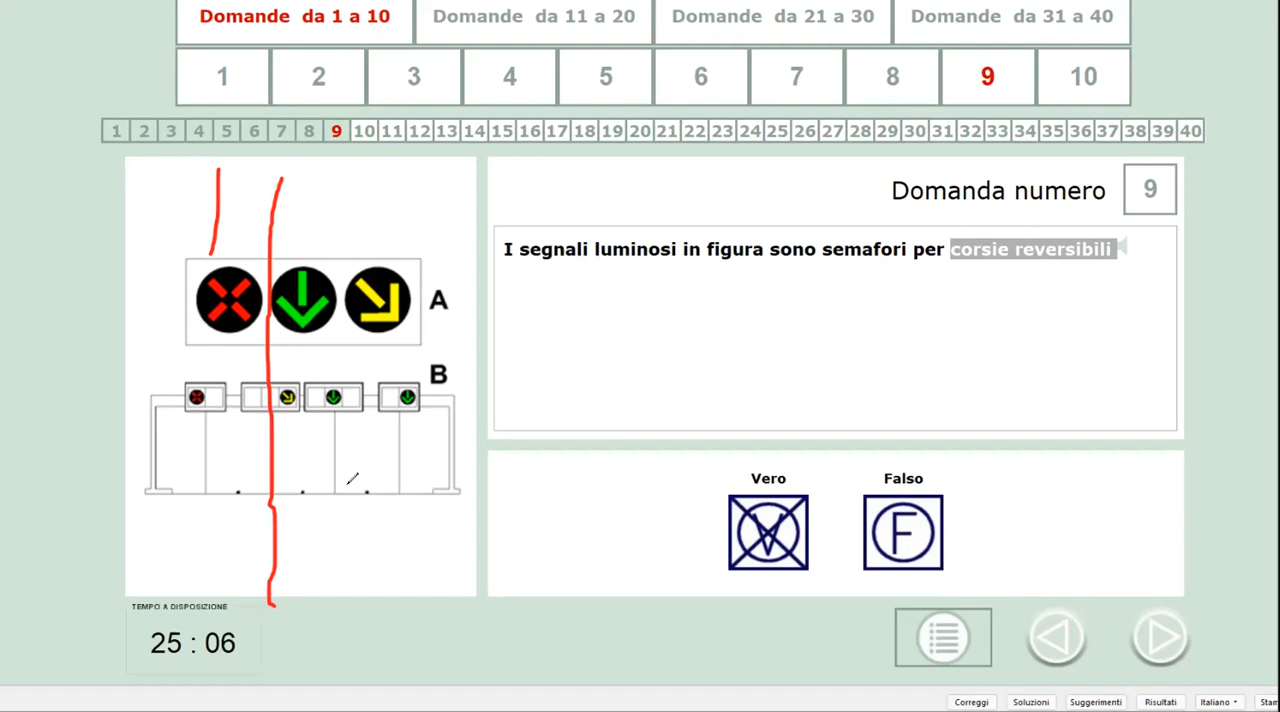 Domande da 1 a 10 Domande da 11 a 20 Domande da 21 a 30 Domande da 31 a 40
1 2 3 4 5 6 7 8 9 10
1 2 3 4 5 6 7 8 9 10 11 12 13 14 15 16 17 18 19 20 21 22 23 24 25 26 27 28 29 30 31 32 33 34 35 36 37 38 39 40
Domanda numero 9
I segnali luminosi in figura sono semafori per corsie reversibili
A
B
Vero Falso
V F
TEMPO A DISPOSIZIONE
25 : 06
Correggi Soluzioni Suggerimenti Risultati Italiano